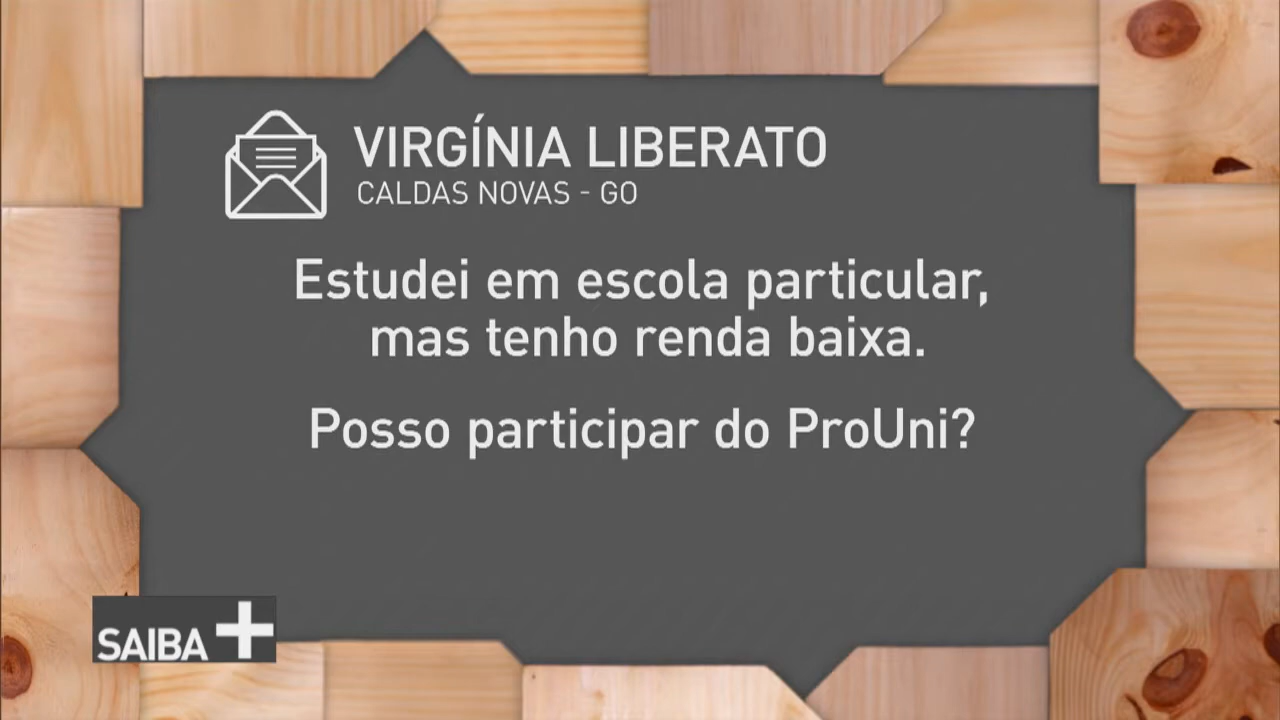 VIRGÍNIA LIBERATO
CALDAS NOVAS - GO
Estudei em escola particular,
mas tenho renda baixa.
Posso participar do ProUni?
SAIBA +